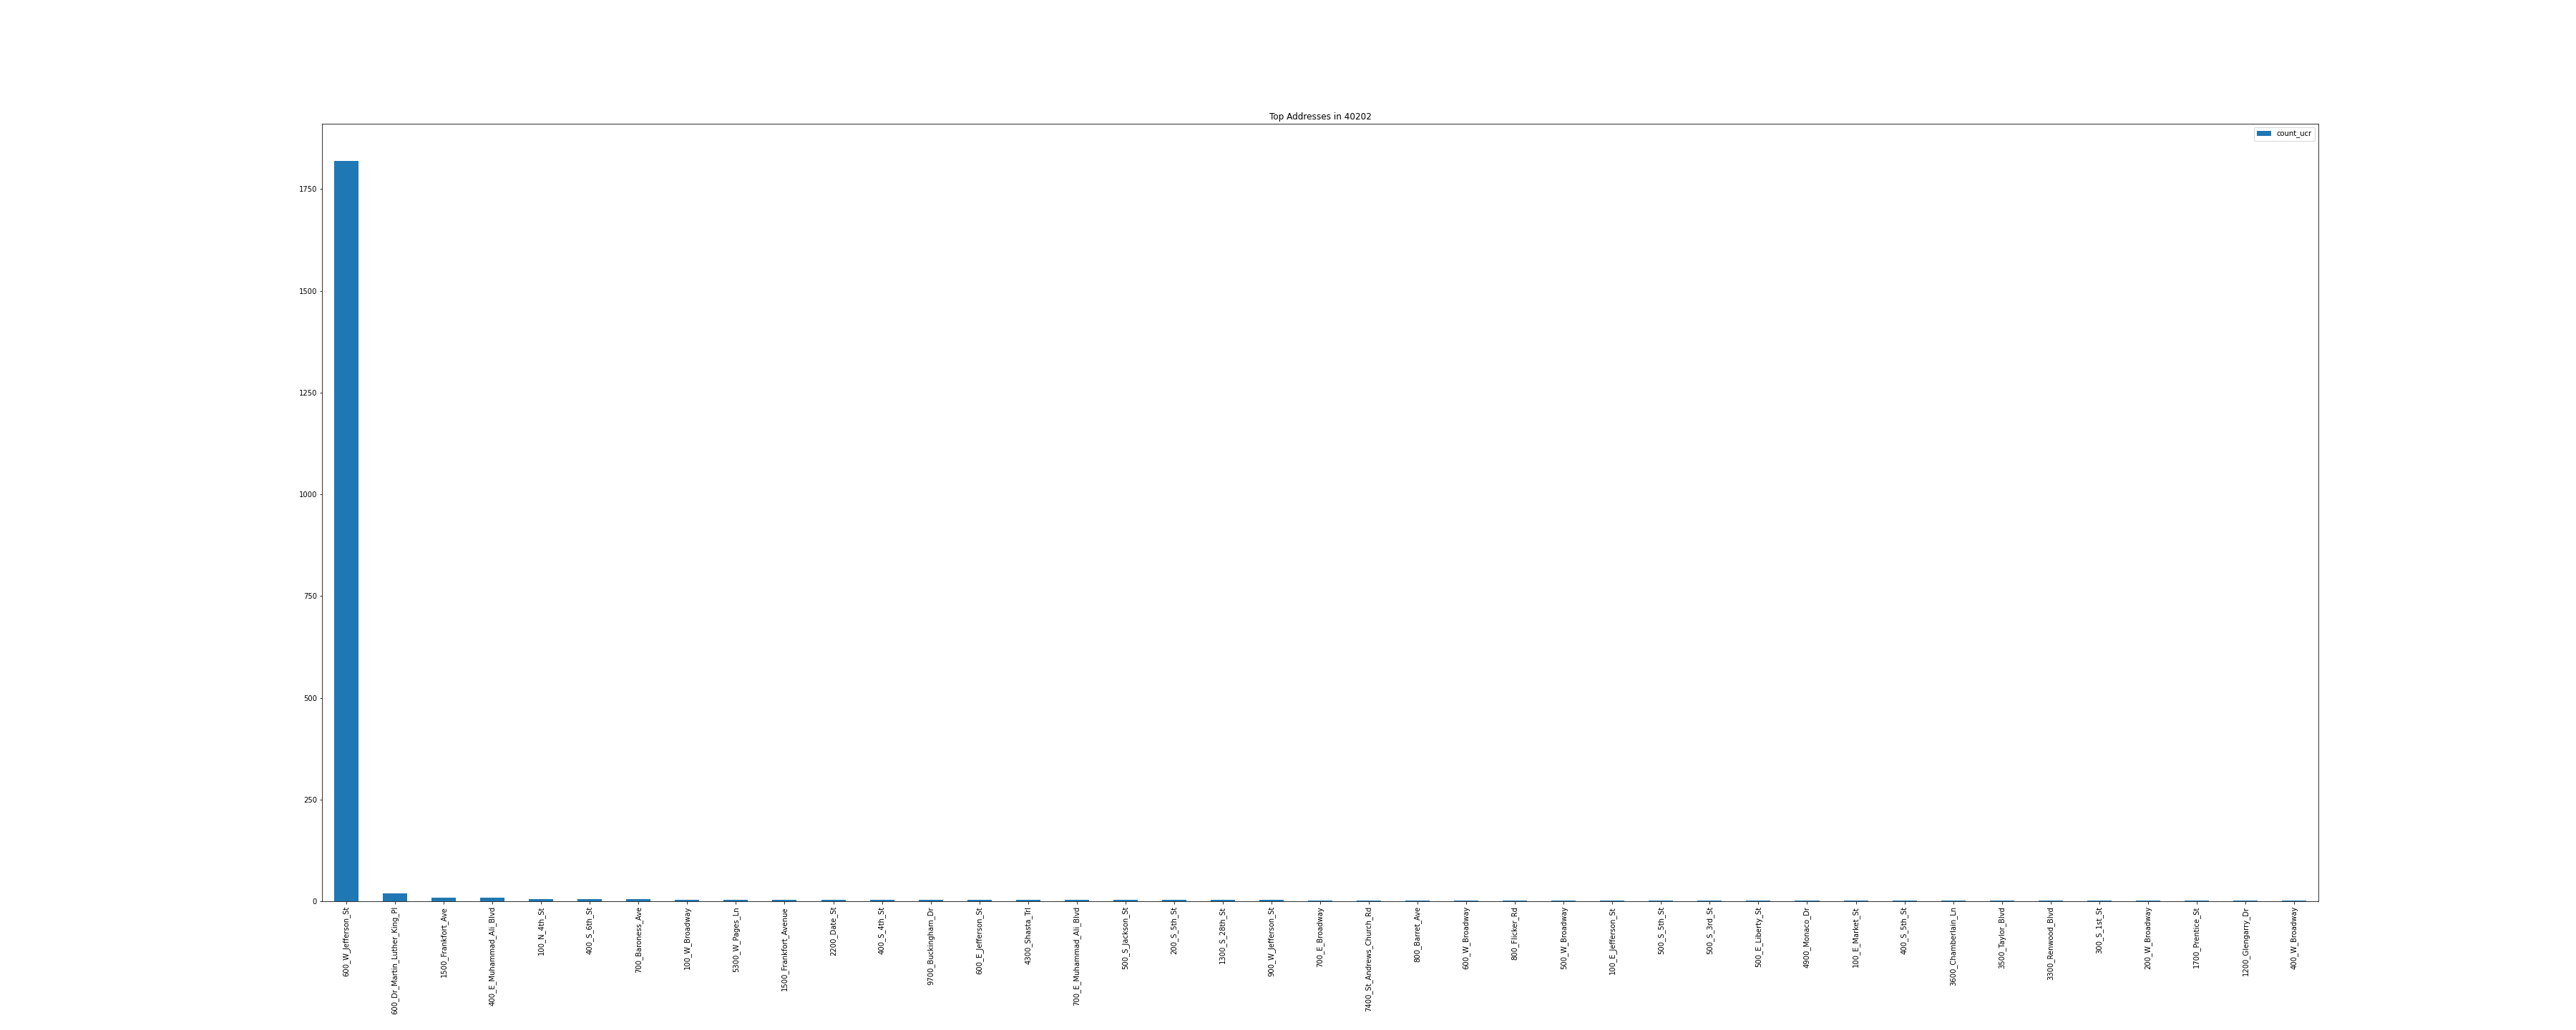 Top Addresses in 40202
count_ucr
1750
1500
1250
1000
750
500
250
0
600_W_Jefferson_St
600_Dr_Martin_Luther_King_Pl
1500_Frankfort_Ave
400_E_Muhammad_Ali_Blvd
100_N_4th_St
400_S_6th_St
700_Baroness_Ave
100_W_Broadway
5300_W_Pages_Ln
1500_Frankfort_Avenue
2200_Date_St
400_S_4th_St
9700_Buckingham_Dr
600_E_Jefferson_St
4300_Shasta_Trl
700_E_Muhammad_Ali_Blvd
500_S_Jackson_St
200_S_5th_St
1300_S_28th_St
900_W_Jefferson_St
700_E_Broadway
7400_St_Andrews_Church_Rd
800_Barret_Ave
600_W_Broadway
800_Flicker_Rd
500_W_Broadway
100_E_Jefferson_St
500_S_5th_St
500_S_3rd_St
500_E_Liberty_St
4900_Monaco_Dr
100_E_Market_St
400_S_5th_St
3600_Chamberlain_Ln
3500_Taylor_Blvd
3300_Renwood_Blvd
300_S_1st_St
200_W_Broadway
1700_Prentice_St
1200_Glengarry_Dr
400_W_Broadway